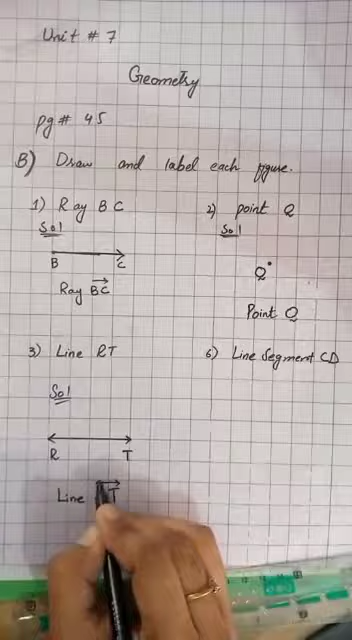 Unit # 7
Geometry
pg # 45
B) Draw and label each figure.
1) Ray BC
Sol
B C
Ray BC
2) point Q
Sol
Q
Point Q
3) Line RT
Sol
R T
Line T
6) Line Segment CD